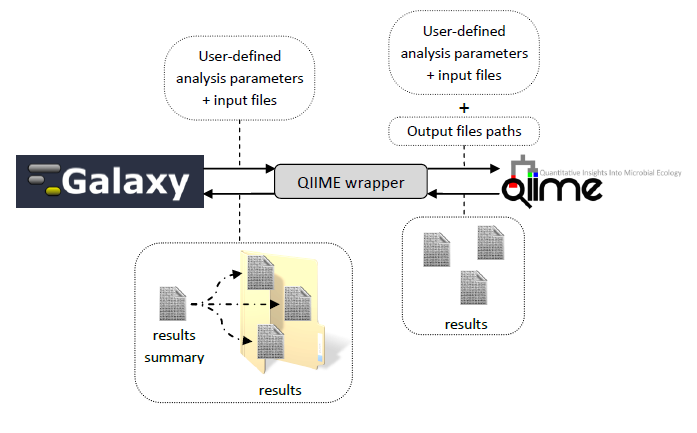 User-defined
analysis parameters
+ input files
User-defined
analysis parameters
+ input files
+
Output files paths
Galaxy
QIIME wrapper
Quantitative Insights Into Microbial Ecology
qiime
results
summary
results
results